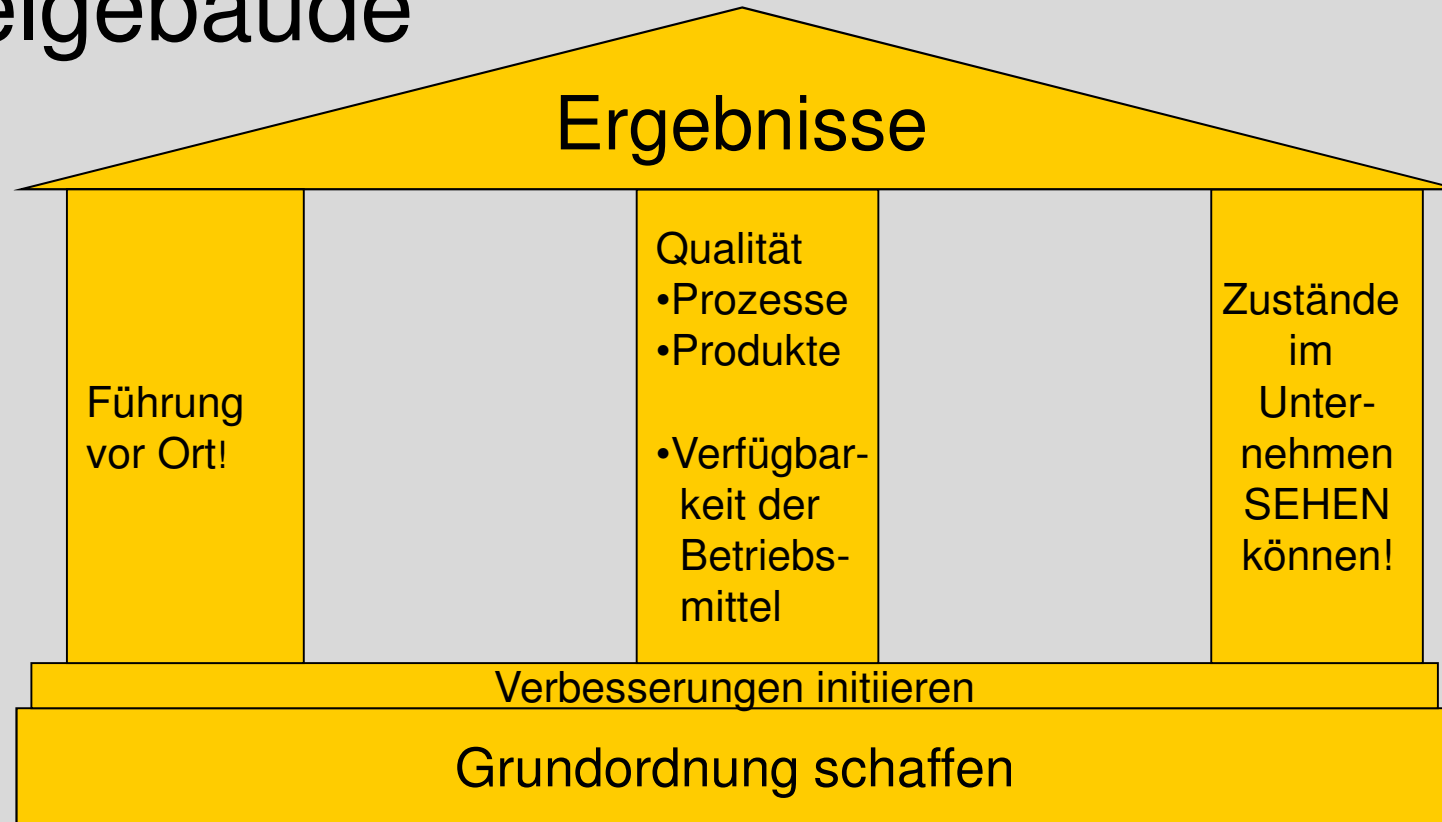 Ergebnisse
Führung
vor Ort!
Qualität
•Prozesse
•Produkte
•Verfügbar-
keit der
Betriebs-
mittel
Zustände
im
Unter-
nehmen
SEHEN
können!
Verbesserungen initiieren
Grundordnung schaffen